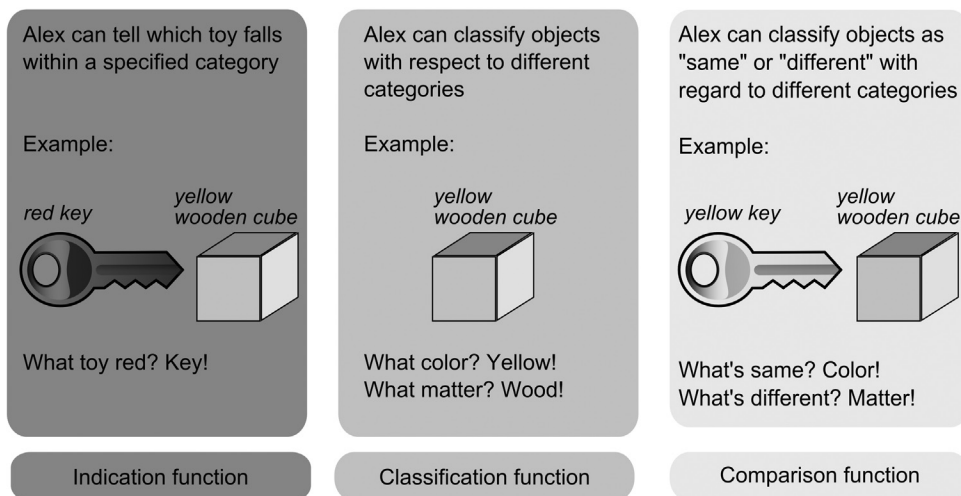 Alex can tell which toy falls
within a specified category
Example:
red key
yellow
wooden cube
What toy red? Key!
Indication function
Alex can classify objects
with respect to different
categories
Example:
yellow
wooden cube
What color? Yellow!
What matter? Wood!
Classification function
Alex can classify objects as
"same" or "different" with
regard to different categories
Example:
yellow key
yellow
wooden cube
What's same? Color!
What's different? Matter!
Comparison function